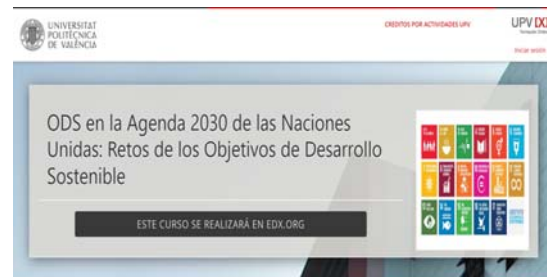 UNIVERSITAT
POLITÈCNICA
DE VALÈNCIA
CRÉDITOS POR ACTIVIDADES UPV
UPV [X]
Iniciar sesión
ODS en la Agenda 2030 de las Naciones
Unidas: Retos de los Objetivos de Desarrollo
Sostenible
ESTE CURSO SE REALIZARÁ EN EDX.ORG